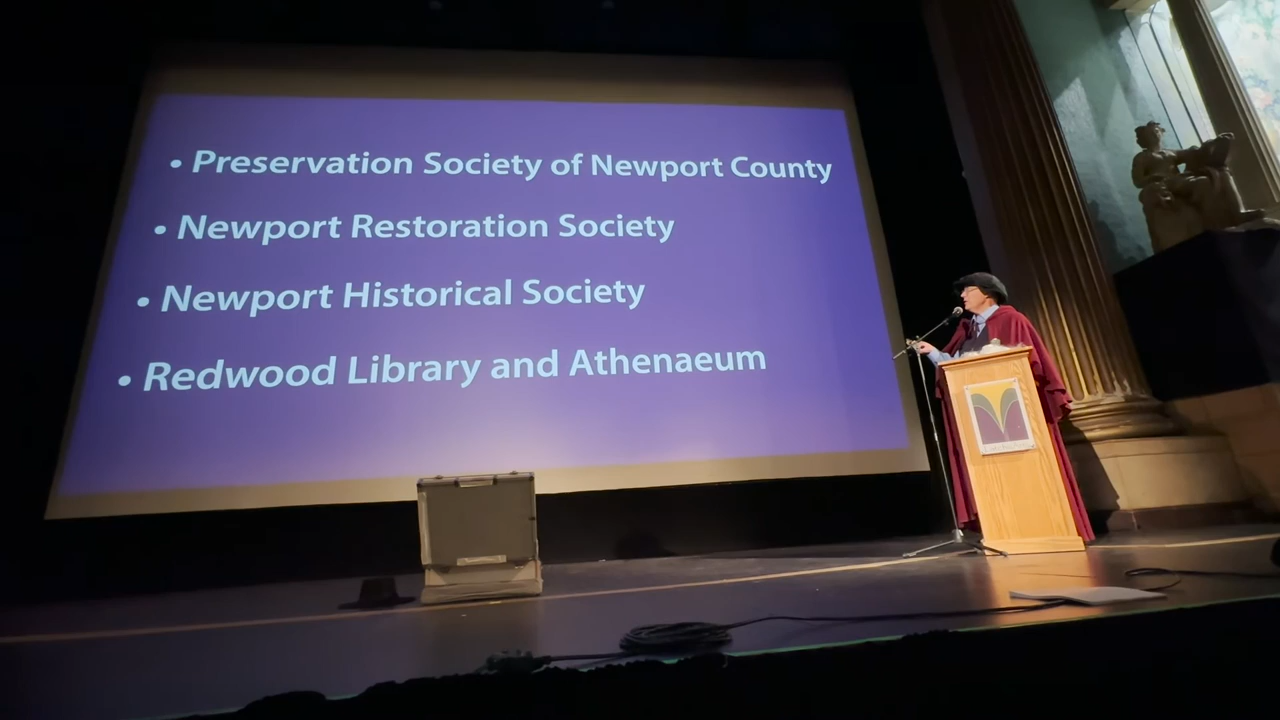 • Preservation Society of Newport County
• Newport Restoration Society
• Newport Historical Society
• Redwood Library and Athenaeum